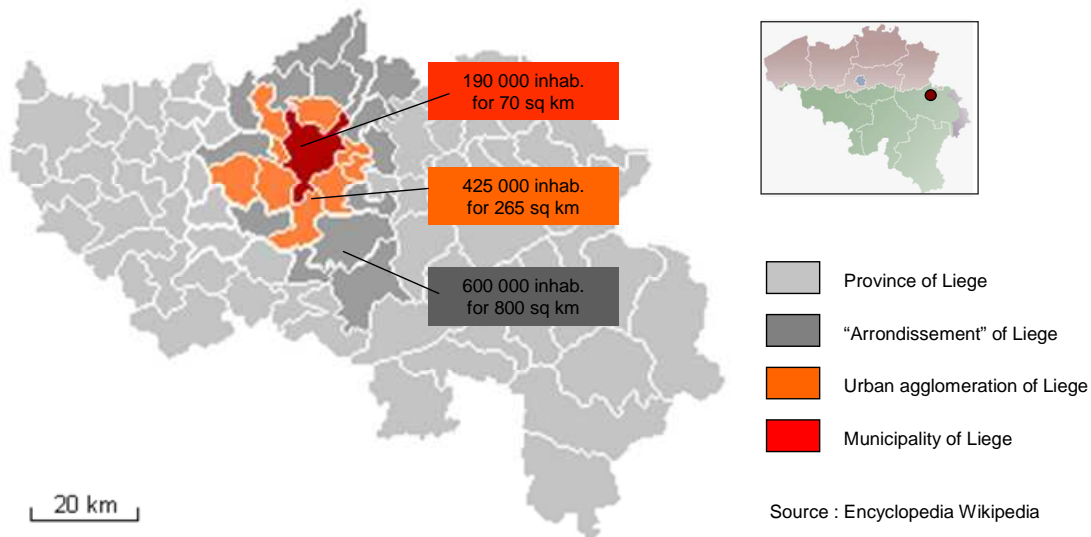 190 000 inhab.
for 70 sq km
425 000 inhab.
for 265 sq km
600 000 inhab.
for 800 sq km
Province of Liege
“Arrondissement” of Liege
Urban agglomeration of Liege
Municipality of Liege
20 km
Source : Encyclopedia Wikipedia